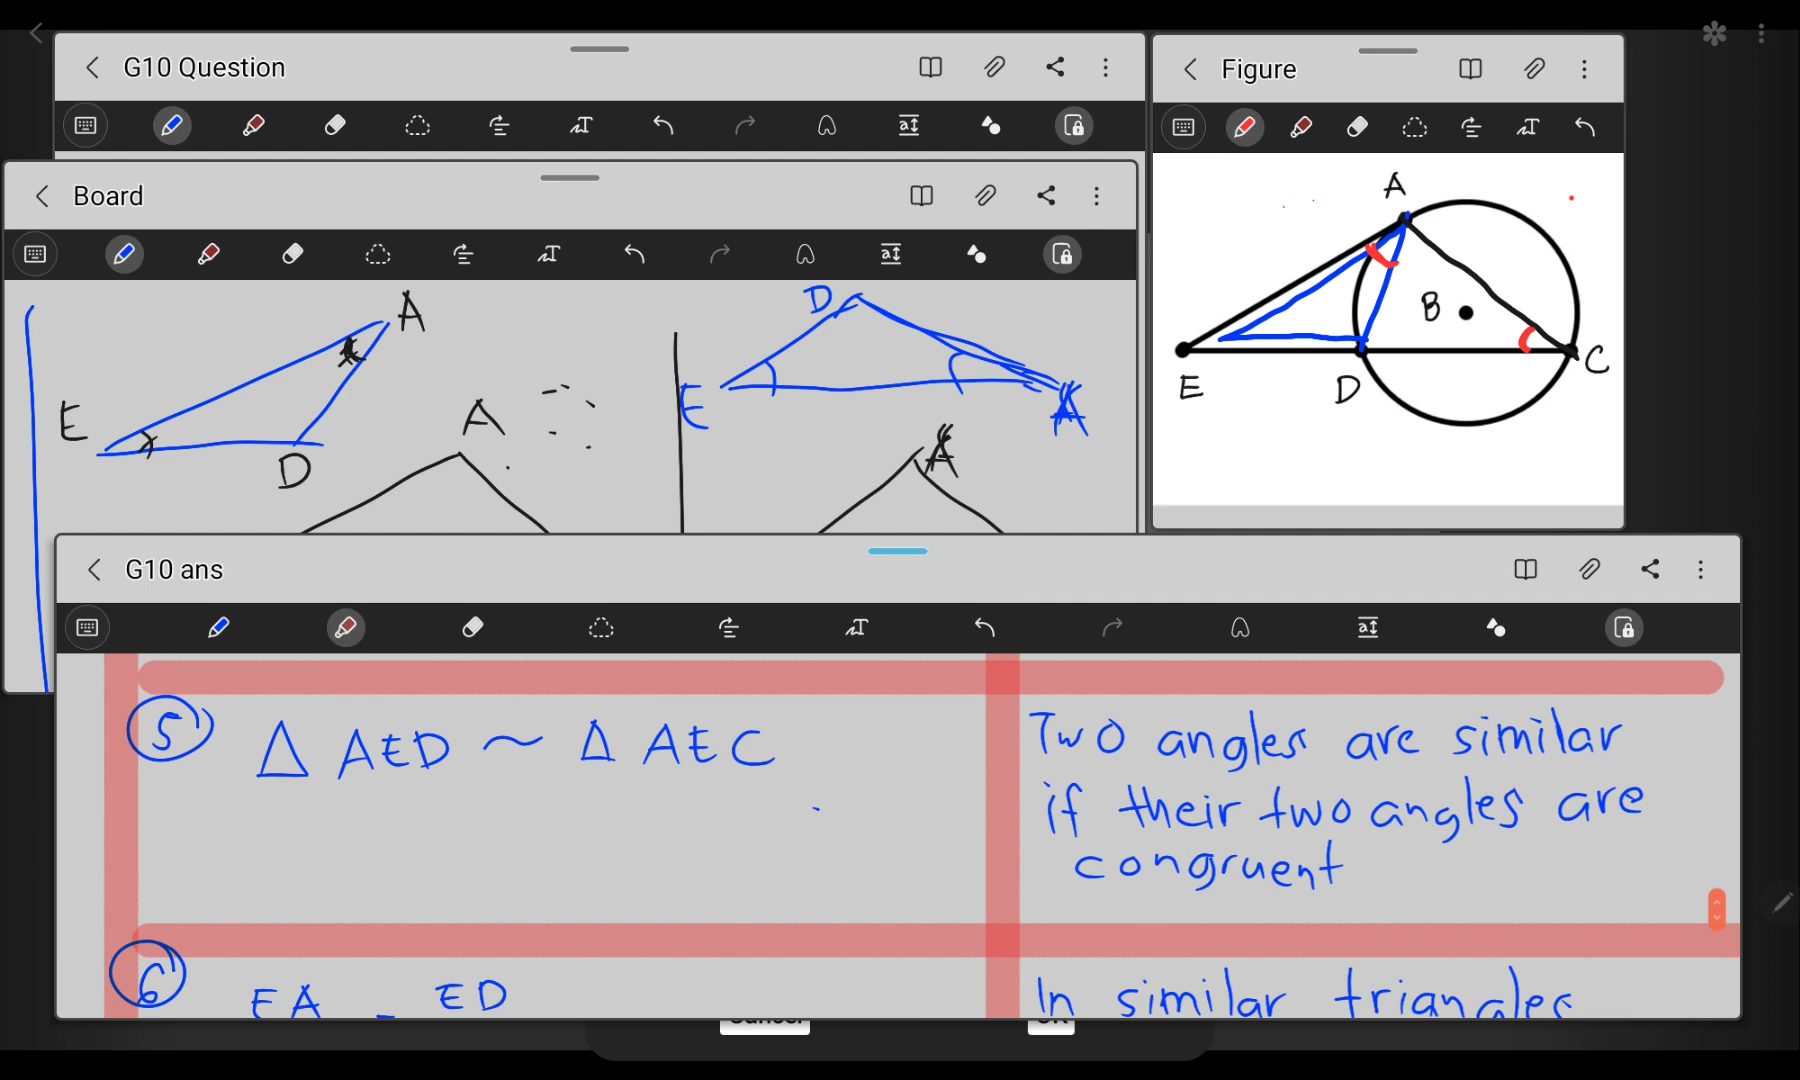 G10 Question
Figure
Board
A
B
C
D
E
A
E
D
A
D
E
A
A
G10 ans
5 △ AED ~ △ AEC
Two angles are similar
if their two angles are
congruent
6 EA = ED
In similar triangles